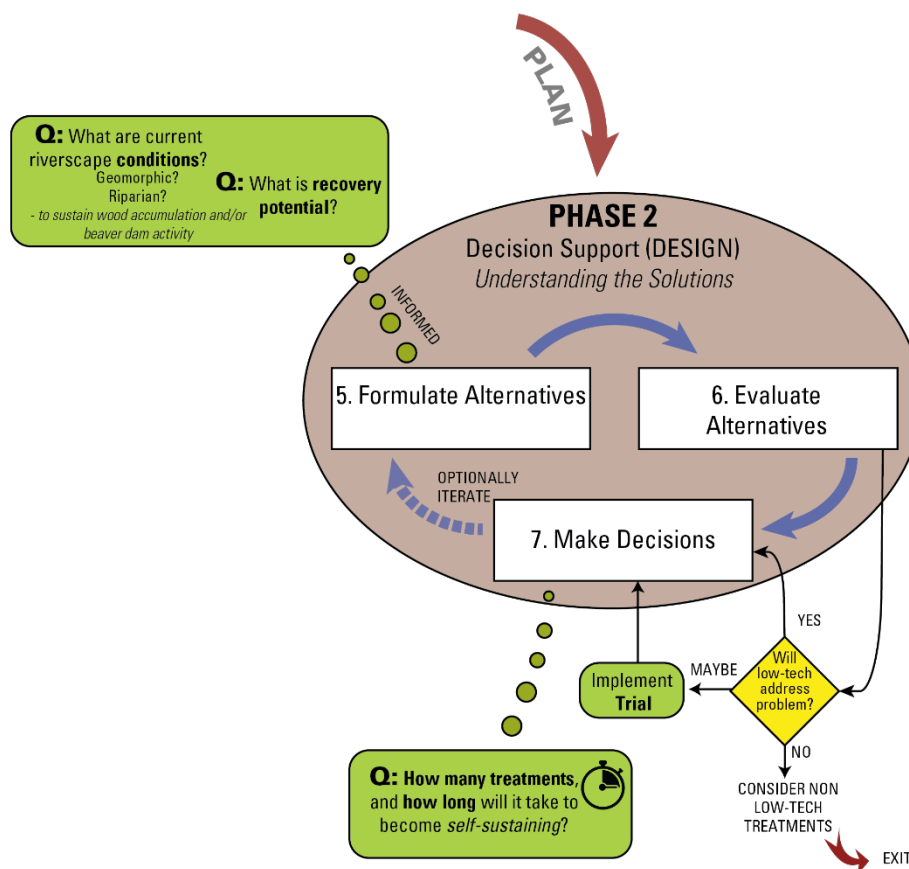 PLAN
Q: What are current
riverscape conditions?
Geomorphic?
Riparian?
- to sustain wood accumulation and/or
beaver dam activity
Q: What is recovery
potential?
PHASE 2
Decision Support (DESIGN)
Understanding the Solutions
INFORMED
5. Formulate Alternatives
6. Evaluate
Alternatives
OPTIONALLY
ITERATE
7. Make Decisions
YES
Will
low-tech
address
problem?
MAYBE
Implement
Trial
NO
CONSIDER NON
LOW-TECH
TREATMENTS
EXIT
Q: How many treatments,
and how long will it take to
become self-sustaining?